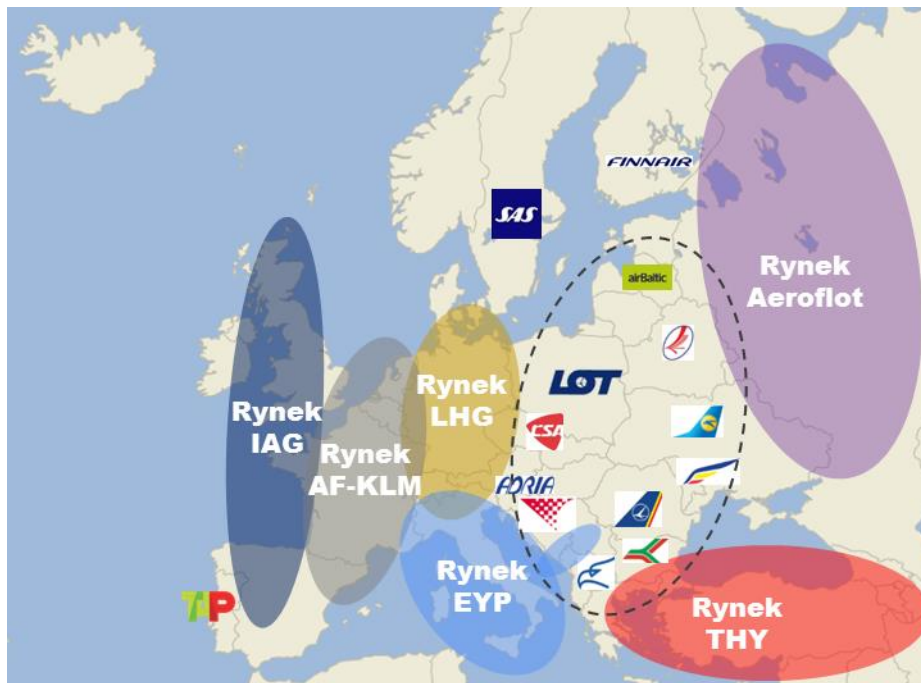 FINNAIR
SAS
Rynek
Aeroflot
airBaltic
Rynek
LHG
LOT
Rynek
IAG
CSA
Rynek
AF-KLM
ADRIA
Rynek
EYP
TAP
Rynek
THY